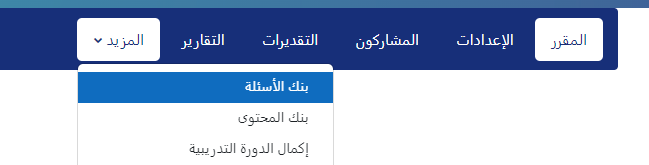 المقرر الإعدادات المشاركون التقديرات التقارير المزيد
بنك الأسئلة
بنك المحتوى
إكمال الدورة التدريبية